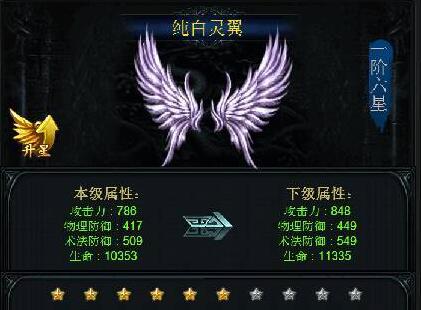 纯白灵翼
一阶六星
升星
本级属性:
攻击力:786
物理防御:417
术法防御:509
生命:10353
下级属性:
攻击力:848
物理防御:449
术法防御:549
生命:11335